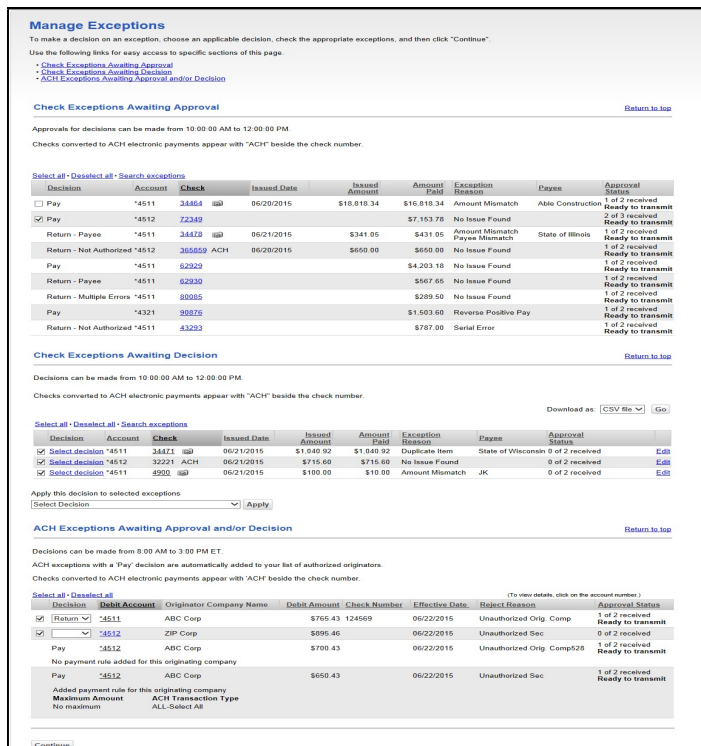 Manage Exceptions
To make a decision on an exception, choose an applicable decision, check the appropriate exceptions, and then click "Continue".
Use the following links for easy access to specific sections of this page.
• Check Exceptions Awaiting Approval
• Check Exceptions Awaiting Decision
• ACH Exceptions Awaiting Approval and/or Decision
Check Exceptions Awaiting Approval Return to top
Approvals for decisions can be made from 10:00:00 AM to 12:00:00 PM.
Checks converted to ACH electronic payments appear with "ACH" beside the check number.
Select all • Deselect all • Search exceptions
Decision Account Check Issued Date Issued Amount Amount Paid Exception Reason Payee Approval Status
Pay *4511 34464 06/20/2015 $18,818.34 $16,818.34 Amount Mismatch Able Construction 1 of 2 received Ready to transmit
Pay *4512 72349 $7,153.78 No Issue Found 2 of 3 received Ready to transmit
Return - Payee *4511 34478 06/21/2015 $341.05 $431.05 Amount Mismatch Payee Mismatch State of Illinois 1 of 2 received Ready to transmit
Return - Not Authorized *4512 365859 ACH 06/20/2015 $650.00 $650.00 No Issue Found 1 of 2 received Ready to transmit
Pay *4511 62929 $4,203.18 No Issue Found 1 of 2 received Ready to transmit
Return - Payee *4511 62930 $567.65 No Issue Found 1 of 2 received Ready to transmit
Return - Multiple Errors *4511 80085 $289.50 No Issue Found 1 of 2 received Ready to transmit
Pay *4321 90876 $1,503.60 Reverse Positive Pay 1 of 2 received Ready to transmit
Return - Not Authorized *4511 43293 $787.00 Serial Error 1 of 2 received Ready to transmit
Check Exceptions Awaiting Decision Return to top
Decisions can be made from 10:00:00 AM to 12:00:00 PM.
Checks converted to ACH electronic payments appear with "ACH" beside the check number.
Download as: CSV file Go
Select all • Deselect all • Search exceptions
Decision Account Check Issued Date Issued Amount Amount Paid Exception Reason Payee Approval Status
Select decision *4511 34471 06/21/2015 $1,040.92 $1,040.92 Duplicate Item State of Wisconsin 0 of 2 received Edit
Select decision *4512 32221 ACH 06/21/2015 $715.60 $715.60 No Issue Found 0 of 2 received Edit
Select decision *4511 4900 06/21/2015 $100.00 $10.00 Amount Mismatch JK 0 of 2 received Edit
Apply this decision to selected exceptions
Select Decision Apply
ACH Exceptions Awaiting Approval and/or Decision Return to top
Decisions can be made from 8:00 AM to 3:00 PM ET.
ACH exceptions with a 'Pay' decision are automatically added to your list of authorized originators.
Checks converted to ACH electronic payments appear with 'ACH' beside the check number.
Select all • Deselect all (To view details, click on the account number.)
Decision Debit Account Originator Company Name Debit Amount Check Number Effective Date Reject Reason Approval Status
Return *4511 ABC Corp $765.43 124569 06/22/2015 Unauthorized Orig. Comp 1 of 2 received Ready to transmit
*4512 ZIP Corp $895.46 06/22/2015 Unauthorized Sec 0 of 2 received
Pay *4512 ABC Corp $700.43 06/22/2015 Unauthorized Orig. Comp528 1 of 2 received Ready to transmit
No payment rule added for this originating company
Pay *4512 ABC Corp $650.43 06/22/2015 Unauthorized Sec 1 of 2 received Ready to transmit
Added payment rule for this originating company
Maximum Amount ACH Transaction Type
No maximum ALL-Select All
Continue